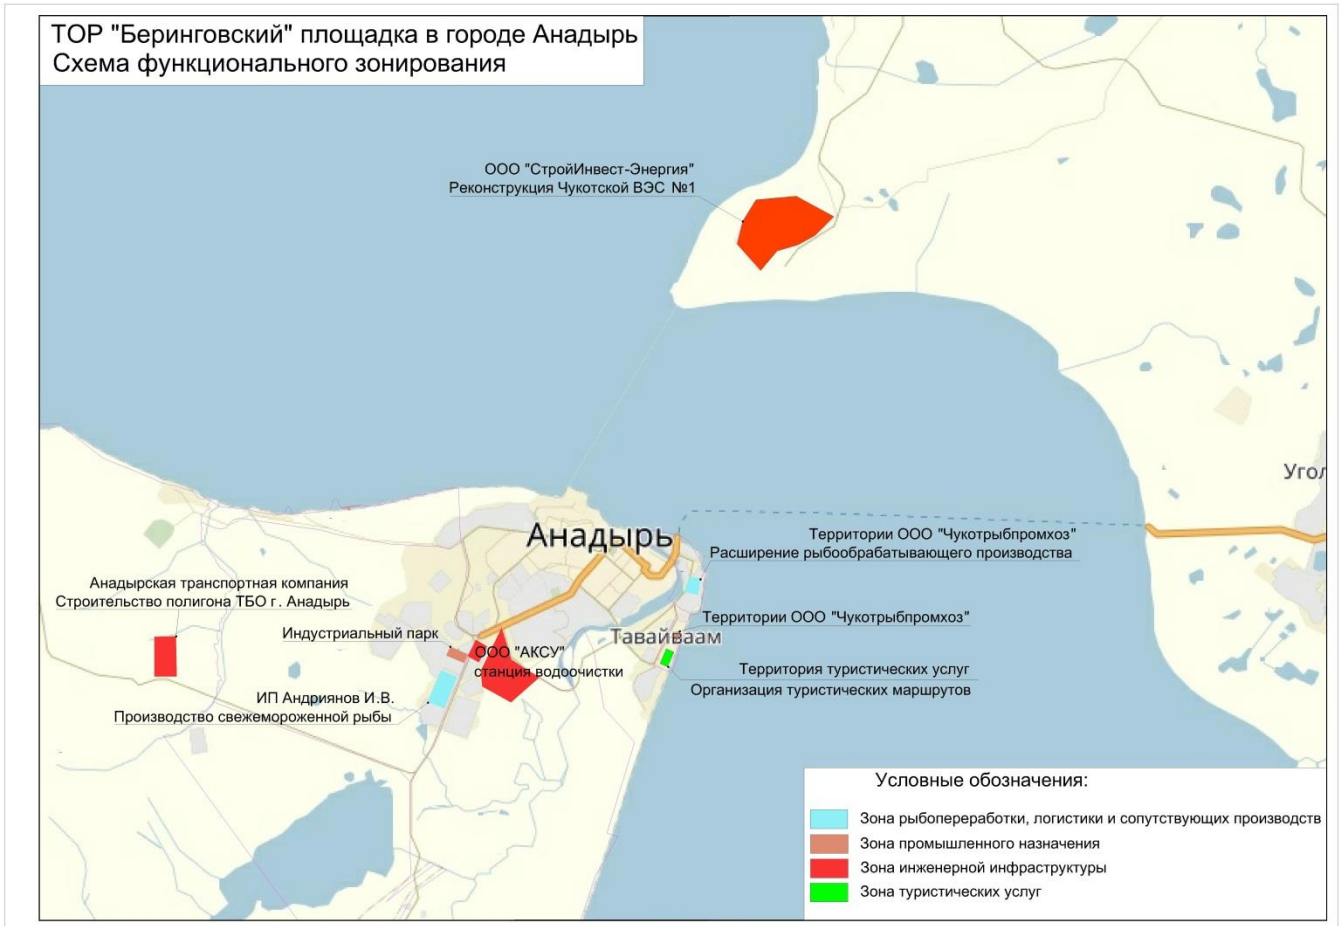 ТОР "Беринговский" площадка в городе Анадырь
Схема функционального зонирования
ООО "СтройИнвест-Энергия"
Реконструкция Чукотской ВЭС №1
Угол
Анадырь
Территории ООО "Чукотрыбпромхоз"
Расширение рыбообрабатывающего производства
Анадырская транспортная компания
Строительство полигона ТБО г. Анадырь
Территории ООО "Чукотрыбпромхоз"
Индустриальный парк
Тавайваам
ООО "АКСУ"
станция водоочистки
Территория туристических услуг
Организация туристических маршрутов
ИП Андриянов И.В.
Производство свежемороженной рыбы
Условные обозначения:
Зона рыбопереработки, логистики и сопутствующих производств
Зона промышленного назначения
Зона инженерной инфраструктуры
Зона туристических услуг